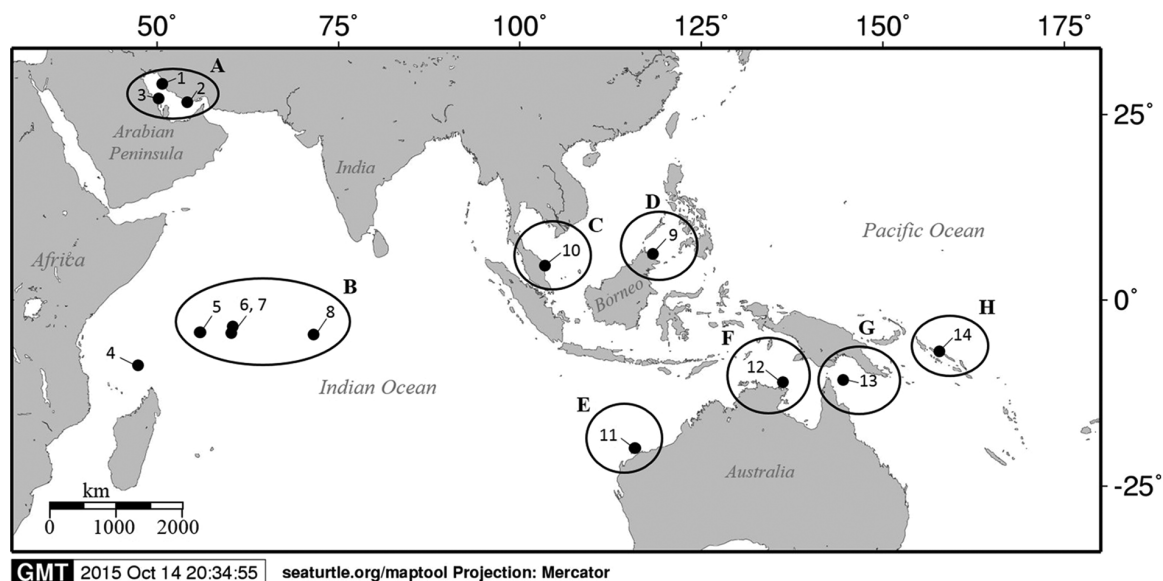 50° 75° 100° 125° 150° 175°
A
1
3 2
25°
Arabian
Peninsula
India
D
C
9
Pacific Ocean
10
Africa
B
Borneo
0°
5 6, 7 8
H
G
14
F
4
12
13
Indian Ocean
E
11
Australia
km
0 1000 2000
-25°
GMT 2015 Oct 14 20:34:55 seaturtle.org/maptool Projection: Mercator